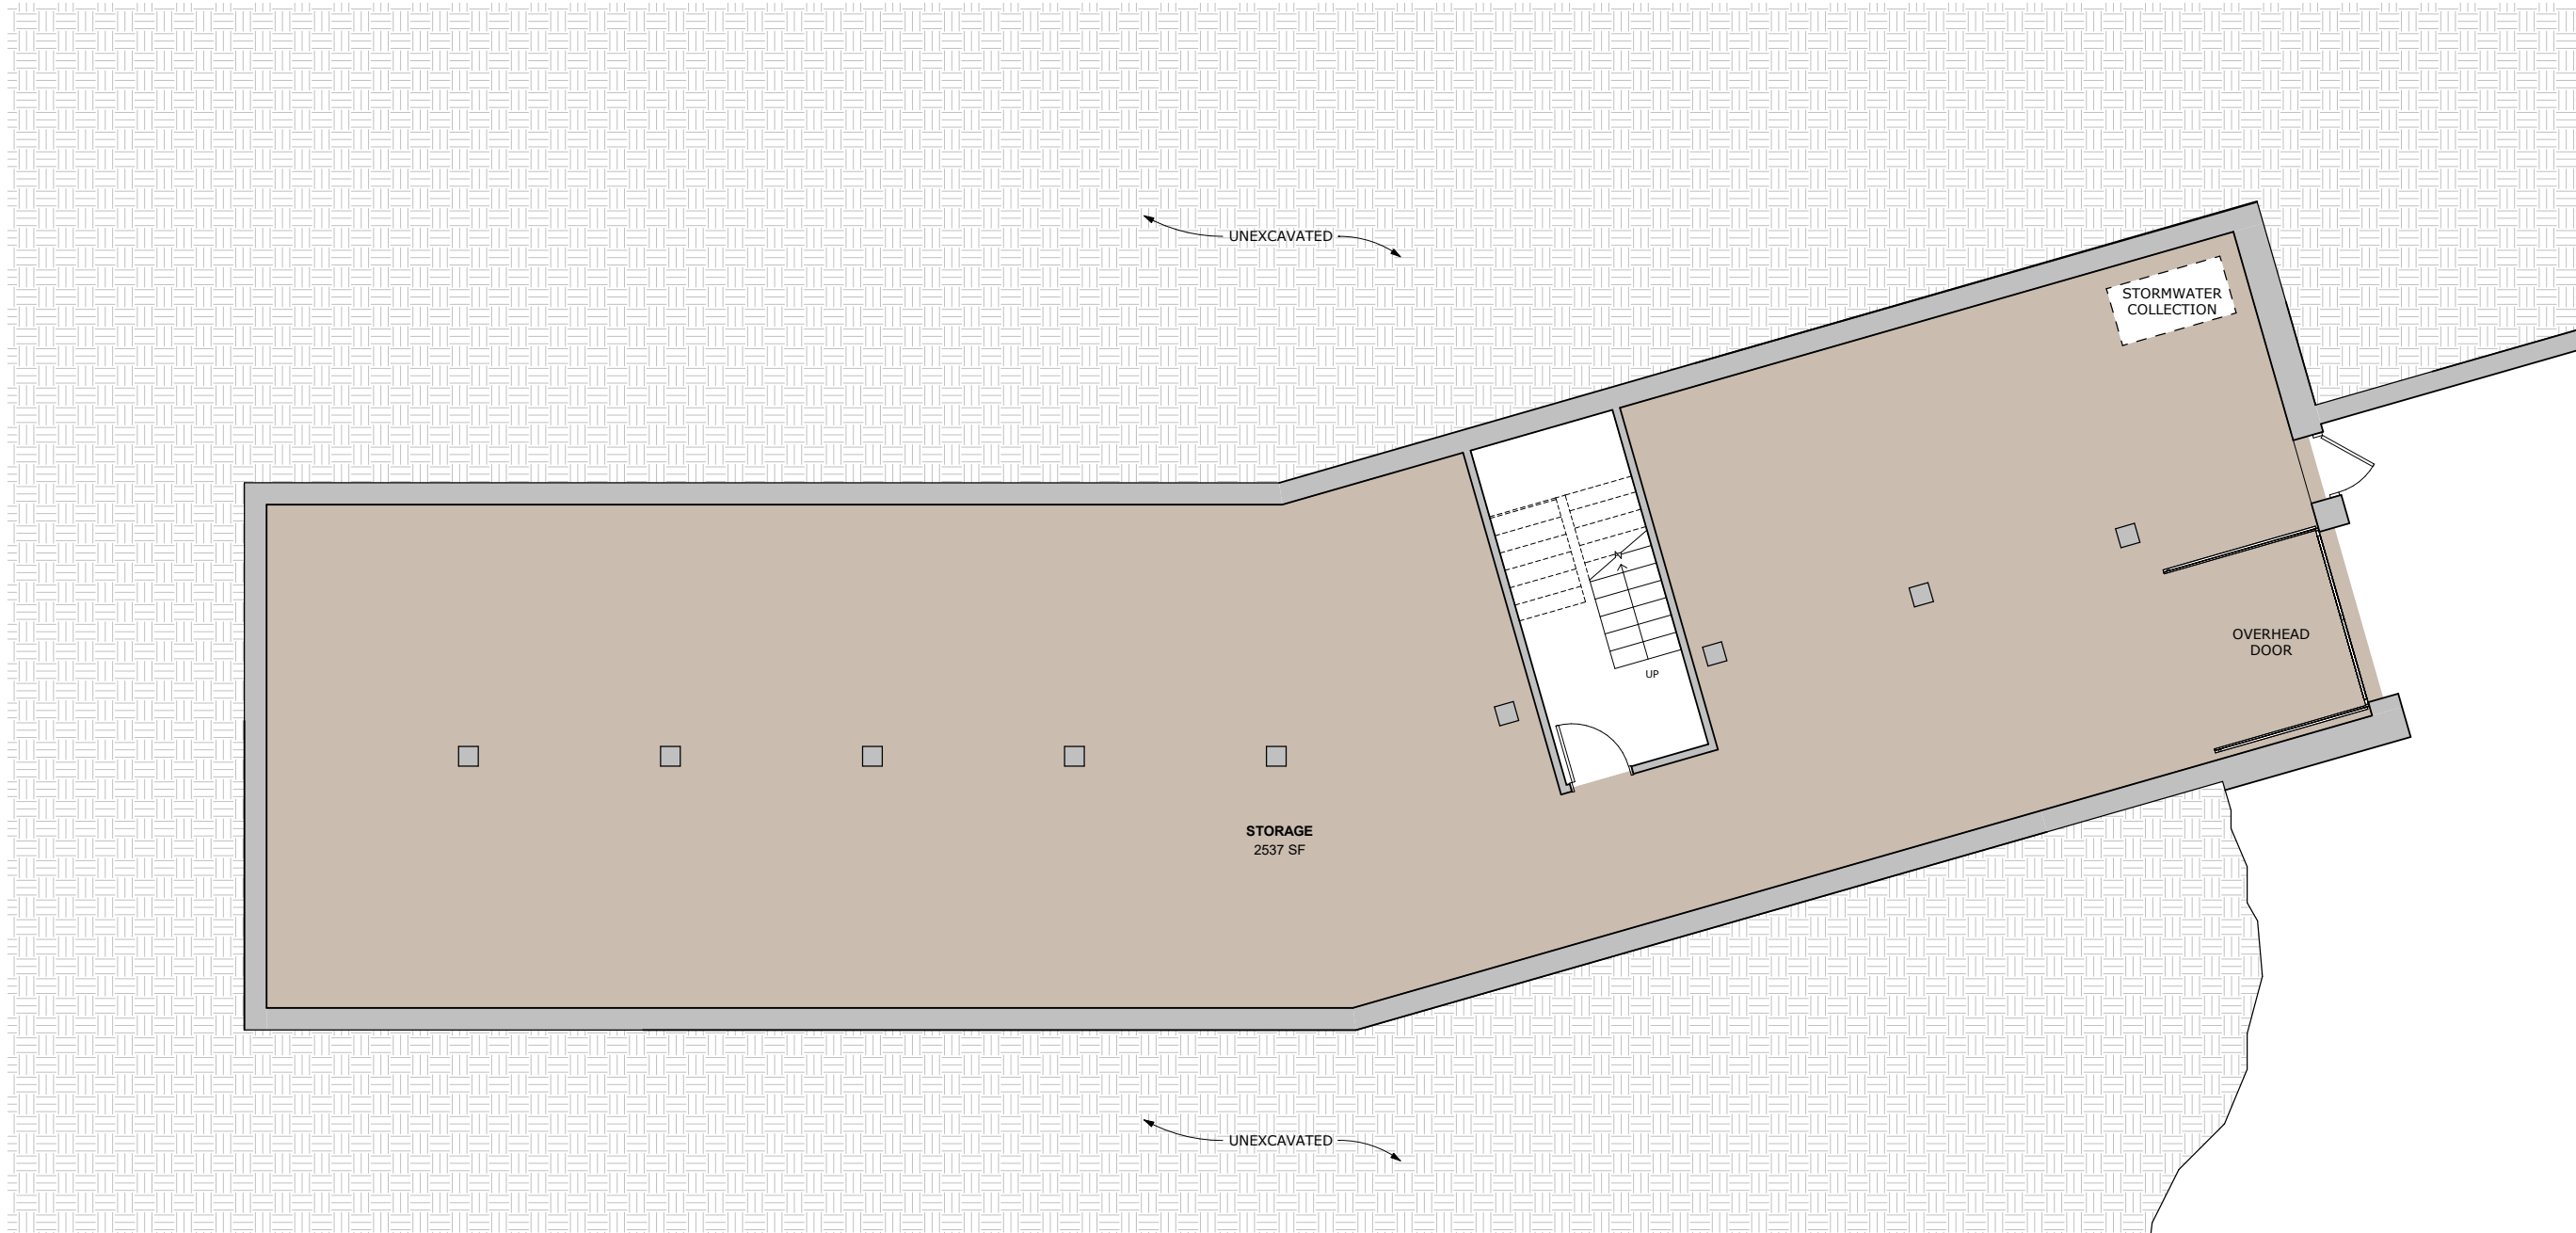 UNEXCAVATED
STORMWATER
COLLECTION
OVERHEAD
DOOR
UP
STORAGE
2537 SF
UNEXCAVATED